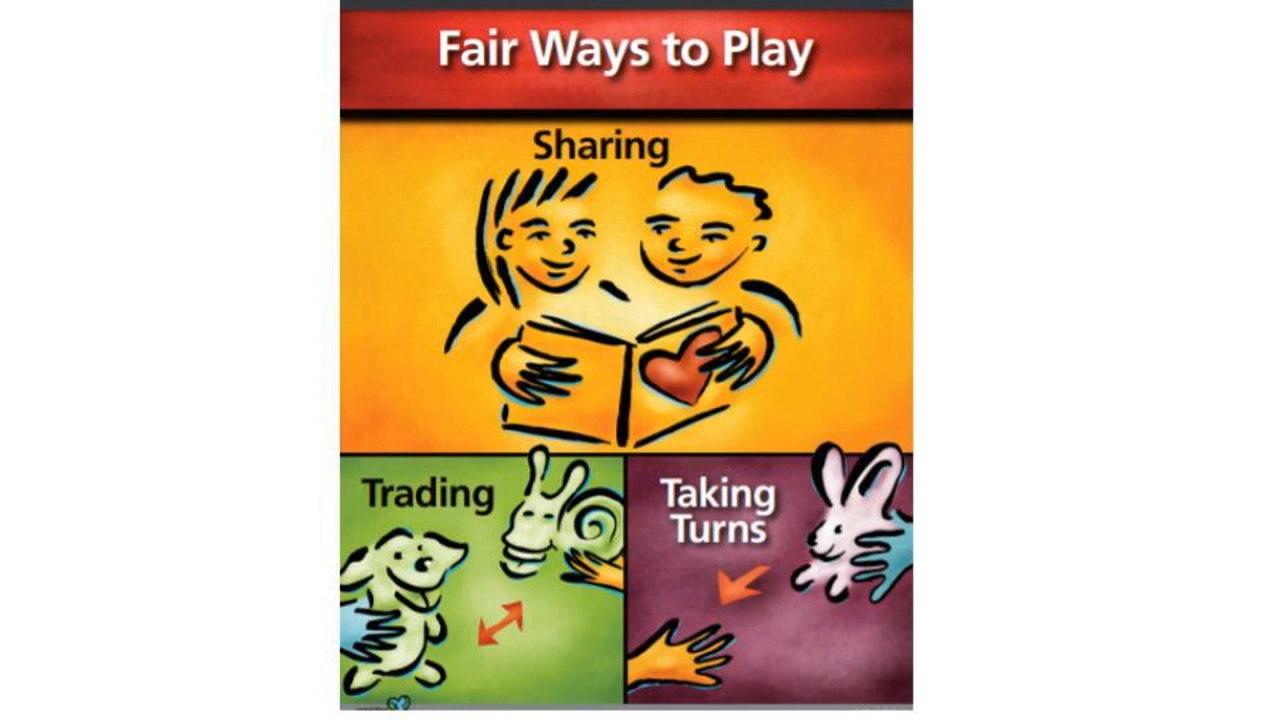 Fair Ways to Play
Sharing
Trading
Taking
Turns